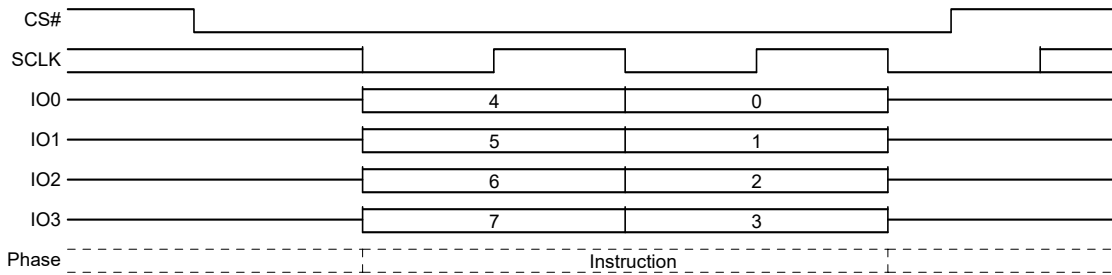 CS#
SCLK
IO0 4 0
IO1 5 1
IO2 6 2
IO3 7 3
Phase Instruction